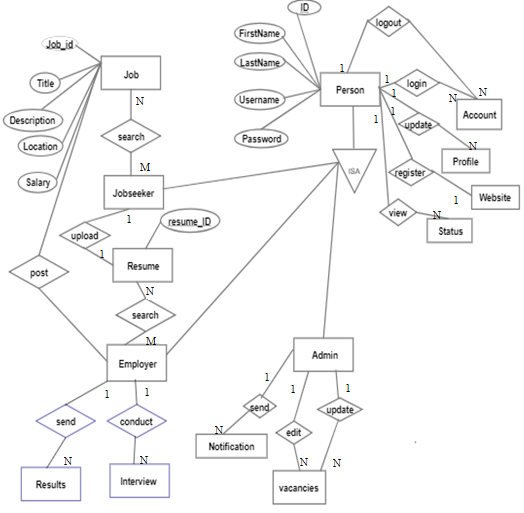 ID
FirstName
logout
Job_id
LastName
1
Job
Title
Person
1
login
N
N
Username
1
N
Account
Description
1
1
update
search
Password
N
Location
Profile
M
ISA
register
Salary
Jobseeker
1
Website
1
resume_ID
view
N
upload
Status
1
Resume
post
N
search
M
Admin
Employer
1
1
1
1
1
send
update
send
conduct
N
edit
Notification
N
N
N
N
Results
Interview
vacancies